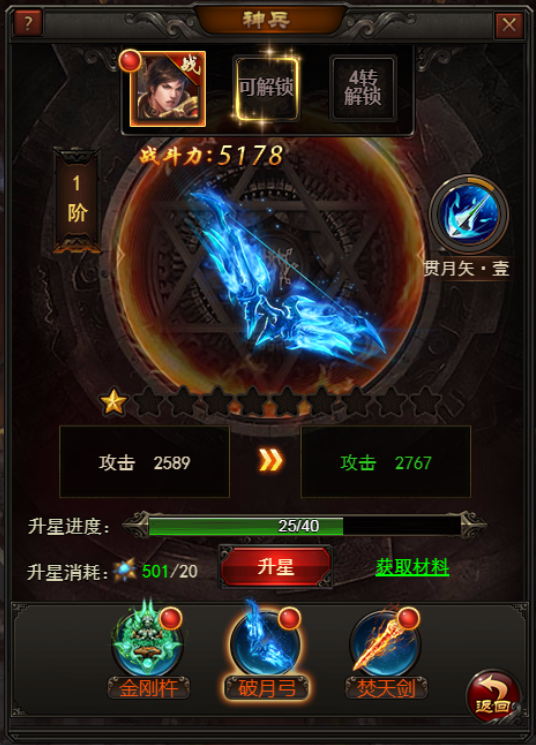 ?
神兵
战
可解锁
4转
解锁
战斗力:5178
1
阶
贯月矢·壹
攻击 2589
攻击 2767
升星进度:
25/40
升星消耗:
501/20
升星
获取材料
金刚杵
破月弓
焚天剑
返回